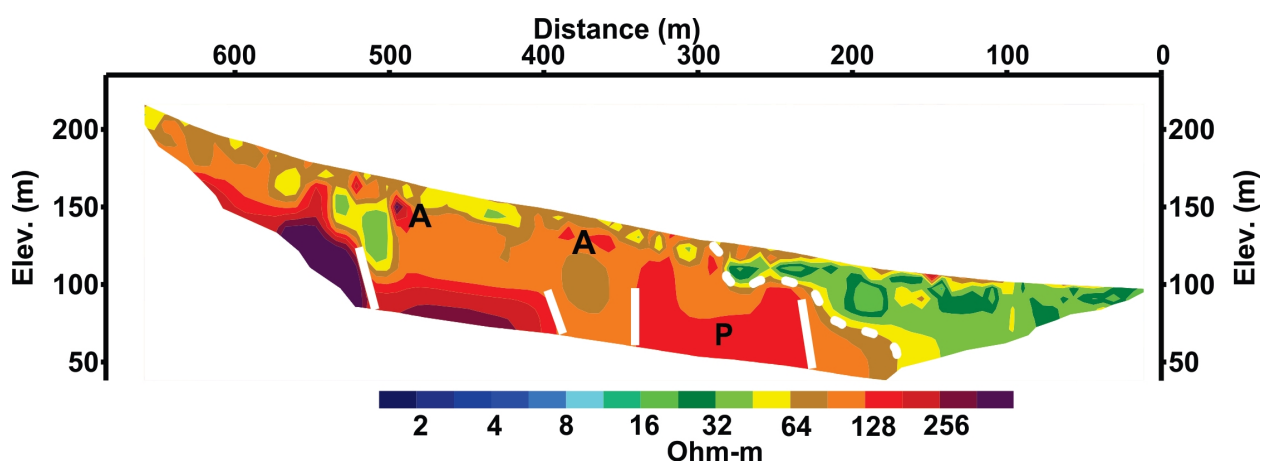 Distance (m)
600 500 400 300 200 100 0
200 200
150 150
100 100
50 50
Elev. (m) Elev. (m)
A
A
P
2 4 8 16 32 64 128 256
Ohm-m